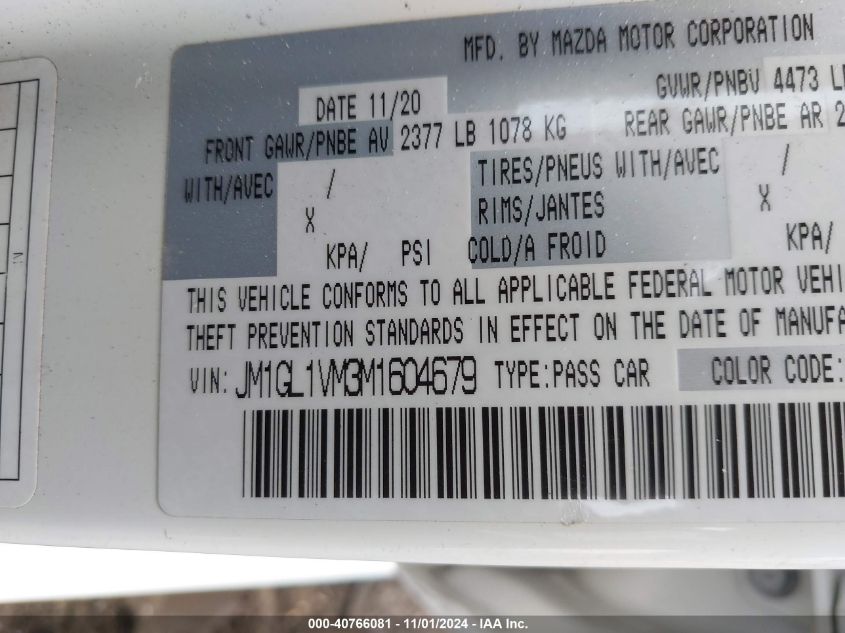 MFD. BY MAZDA MOTOR CORPORATION
DATE 11/20
GVWR/PNBV 4473 LB
FRONT GAWR/PNBE AV 2377 LB 1078 KG
REAR GAWR/PNBE AR 2
WITH/AVEC / TIRES/PNEUS WITH/AVEC /
X RIMS/JANTES X
KPA/ PSI COLD/A FROID KPA/
THIS VEHICLE CONFORMS TO ALL APPLICABLE FEDERAL MOTOR VEHI
THEFT PREVENTION STANDARDS IN EFFECT ON THE DATE OF MANUFA
VIN: JM1GL1VM3M1604679 TYPE:PASS CAR COLOR CODE:
000-40766081 - 11/01/2024 - IAA Inc.